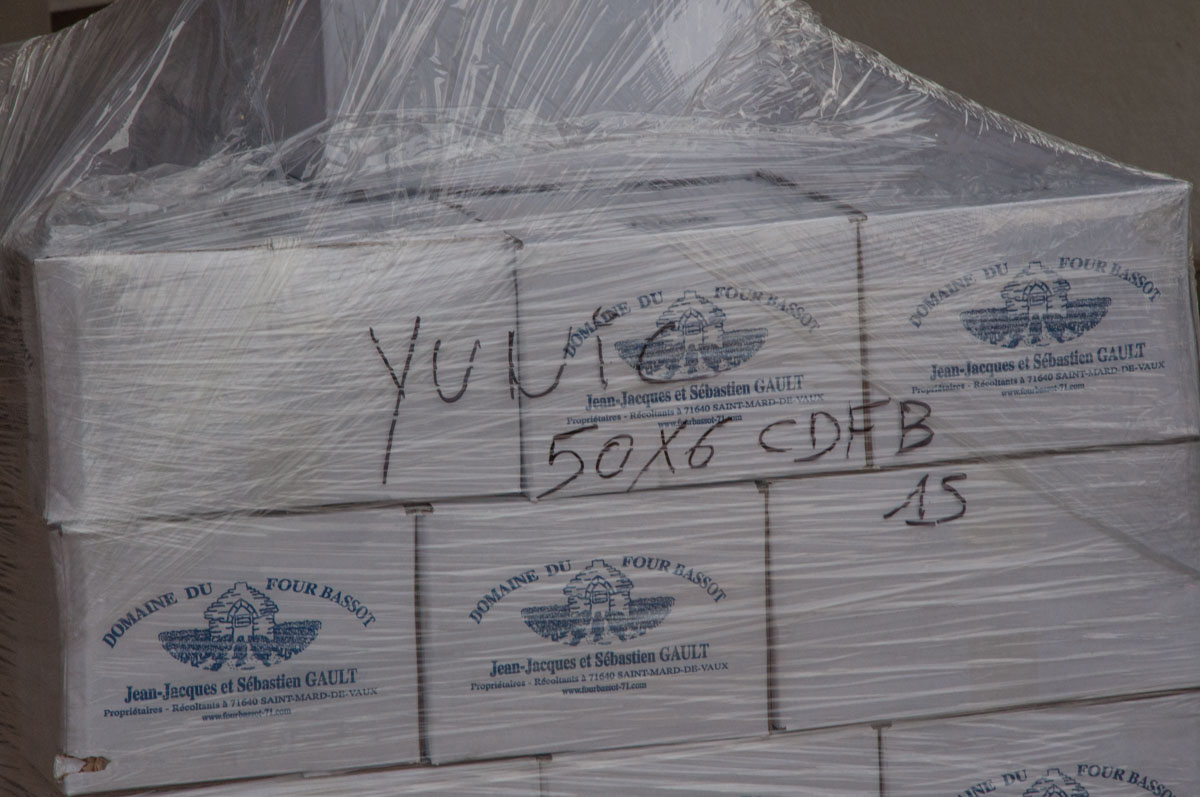 DOMAINE DU FOUR BASSOT
Jean-Jacques et Sébastien GAULT
Propriétaires - Récoltants à 71640 SAINT-MARD-DE-VAUX
www.fourbassot-71.com
DOMAINE DU FOUR BASSOT
Jean-Jacques et Sébastien GAULT
Propriétaires - Récoltants à 71640 SAINT-MARD-DE-VAUX
www.fourbassot-71.com
YUNIC
50X6 CDFB
15
DOMAINE DU FOUR BASSOT
Jean-Jacques et Sébastien GAULT
Propriétaires - Récoltants à 71640 SAINT-MARD-DE-VAUX
www.fourbassot-71.com
DOMAINE DU FOUR BASSOT
Jean-Jacques et Sébastien GAULT
Propriétaires - Récoltants à 71640 SAINT-MARD-DE-VAUX
www.fourbassot-71.com
DU FOUR BASSOT